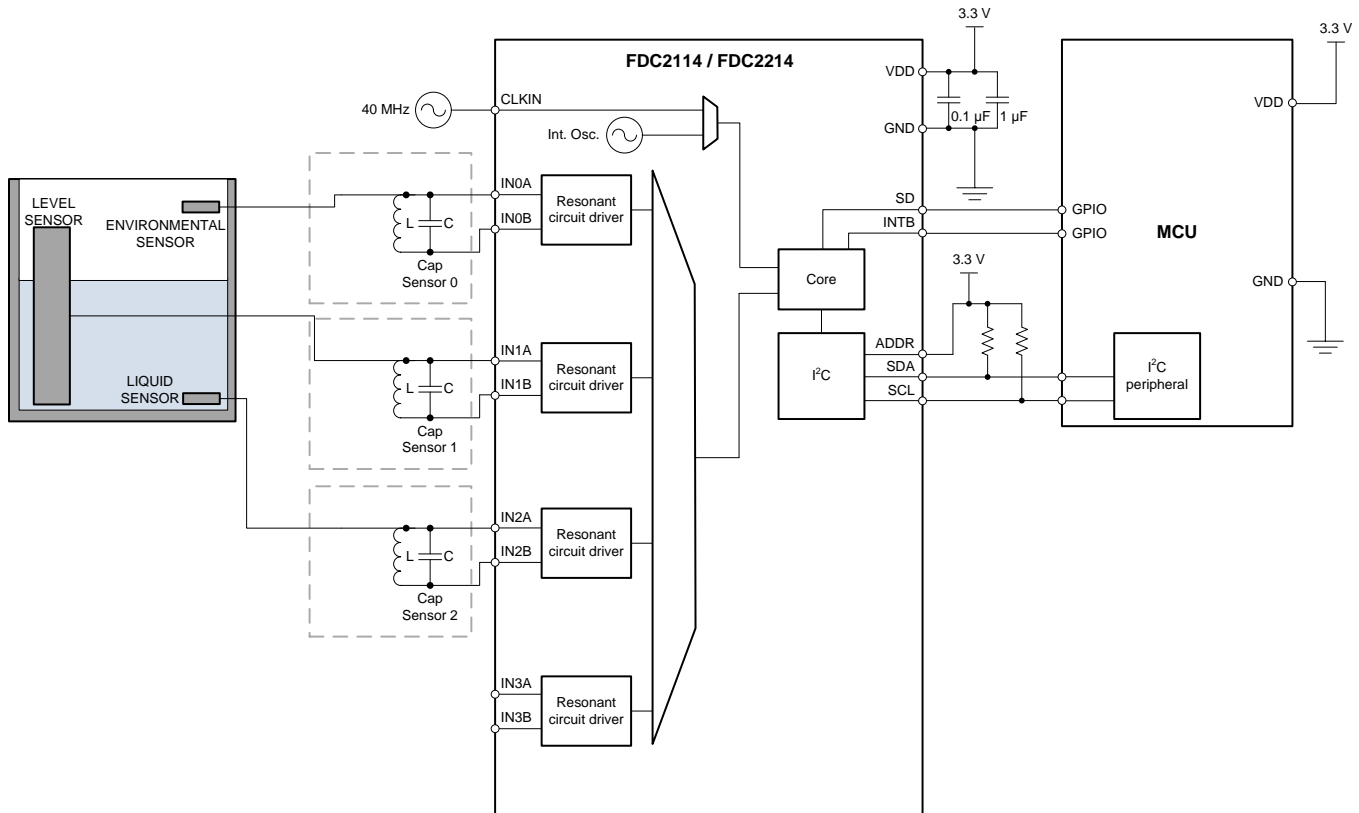 3.3 V
3.3 V
FDC2114 / FDC2214
VDD
CLKIN
40 MHz
VDD
0.1 µF
1 µF
Int. Osc.
GND
LEVEL
SENSOR
ENVIRONMENTAL
SENSOR
IN0A
Resonant
circuit driver
SD
GPIO
L
C
IN0B
INTB
GPIO
MCU
Cap
Sensor 0
3.3 V
Core
GND
IN1A
Resonant
circuit driver
ADDR
I²C
SDA
I²C
peripheral
L
C
IN1B
SCL
LIQUID
SENSOR
Cap
Sensor 1
IN2A
Resonant
circuit driver
L
C
IN2B
Cap
Sensor 2
IN3A
Resonant
circuit driver
IN3B